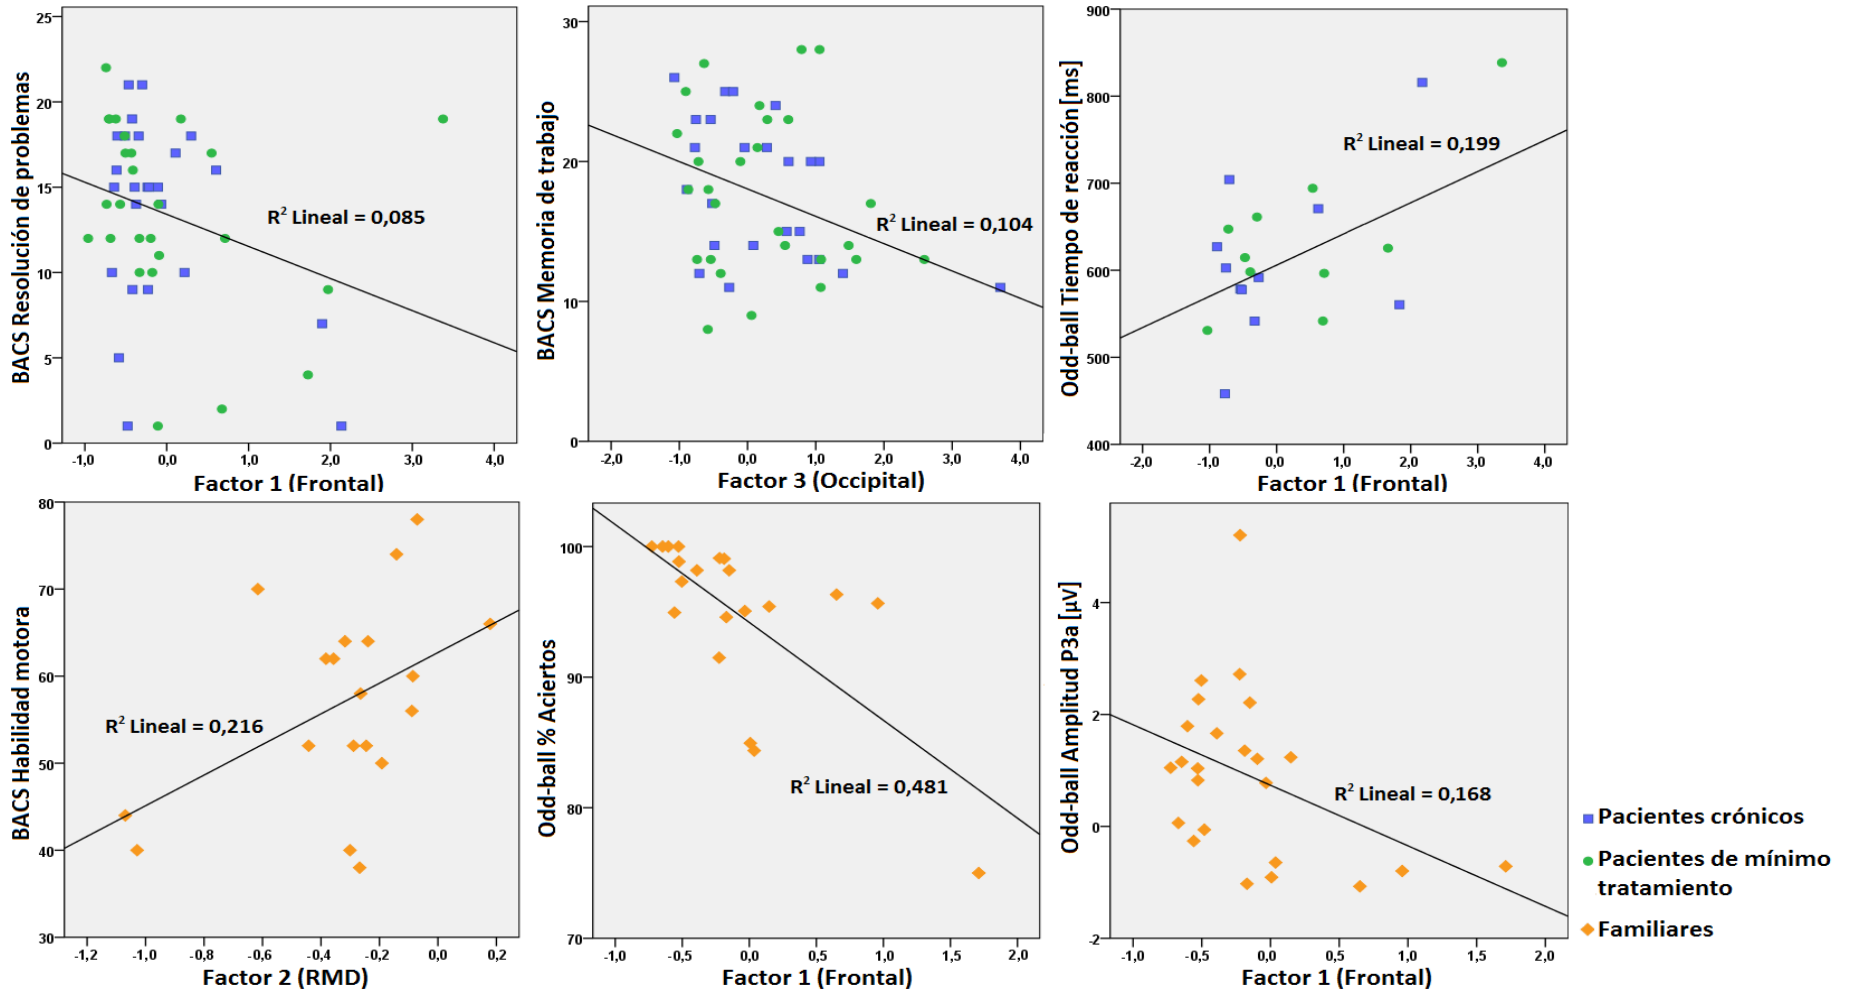 BACS Resolución de problemas
25
20
15
10
5
0
R² Lineal = 0,085
-1,0 0,0 1,0 2,0 3,0 4,0
Factor 1 (Frontal)
BACS Memoria de trabajo
30
20
10
0
R² Lineal = 0,104
-2,0 -1,0 0,0 1,0 2,0 3,0 4,0
Factor 3 (Occipital)
Odd-ball Tiempo de reacción[ms]
900
800
700
600
500
400
R² Lineal = 0,199
-2,0 -1,0 0,0 1,0 2,0 3,0 4,0
Factor 1 (Frontal)
BACS Habilidad motora
80
70
60
50
40
30
R² Lineal = 0,216
-1,2 -1,0 -0,8 -0,6 -0,4 -0,2 0,0 0,2
Factor 2 (RMD)
Odd-ball % Aciertos
100
90
80
70
R² Lineal = 0,481
-1,0 -0,5 0,0 0,5 1,0 1,5 2,0
Factor 1 (Frontal)
Odd-ball Amplitud P3a [µV]
4
2
0
-2
R² Lineal = 0,168
-1,0 -0,5 0,0 0,5 1,0 1,5 2,0
Factor 1 (Frontal)
Pacientes crónicos
Pacientes de mínimo
tratamiento
Familiares